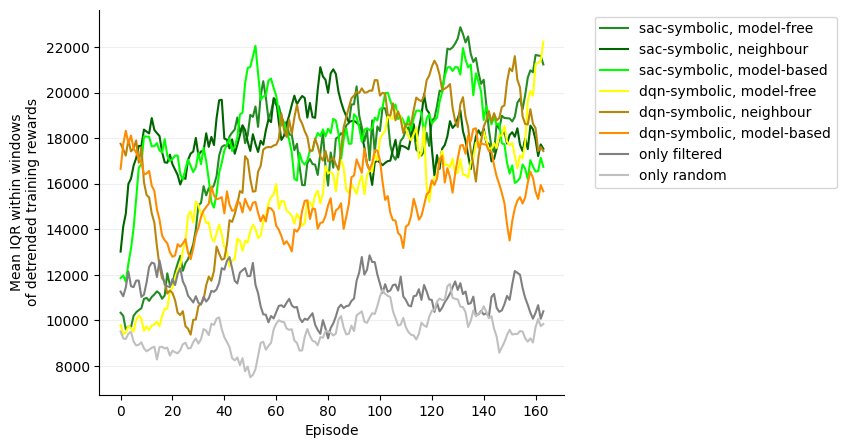 Mean IQR within windows
of detrended training rewards
22000
20000
18000
16000
14000
12000
10000
8000
0 20 40 60 80 100 120 140 160
Episode
sac-symbolic, model-free
sac-symbolic, neighbour
sac-symbolic, model-based
dqn-symbolic, model-free
dqn-symbolic, neighbour
dqn-symbolic, model-based
only filtered
only random